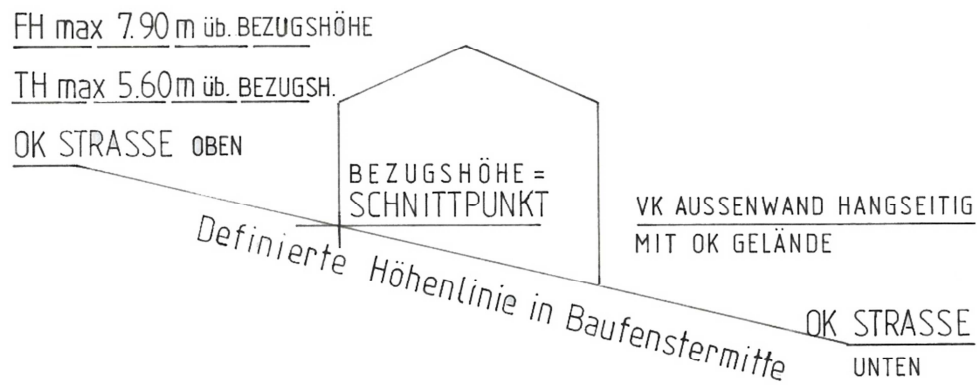 FH max 7.90 m üb. BEZUGSHÖHE
TH max 5.60 m üb. BEZUGSH.
OK STRASSE OBEN
BEZUGSHÖHE =
SCHNITTPUNKT
VK AUSSENWAND HANGSEITIG
MIT OK GELÄNDE
Definierte Höhenlinie in Baufenstermitte
OK STRASSE
UNTEN